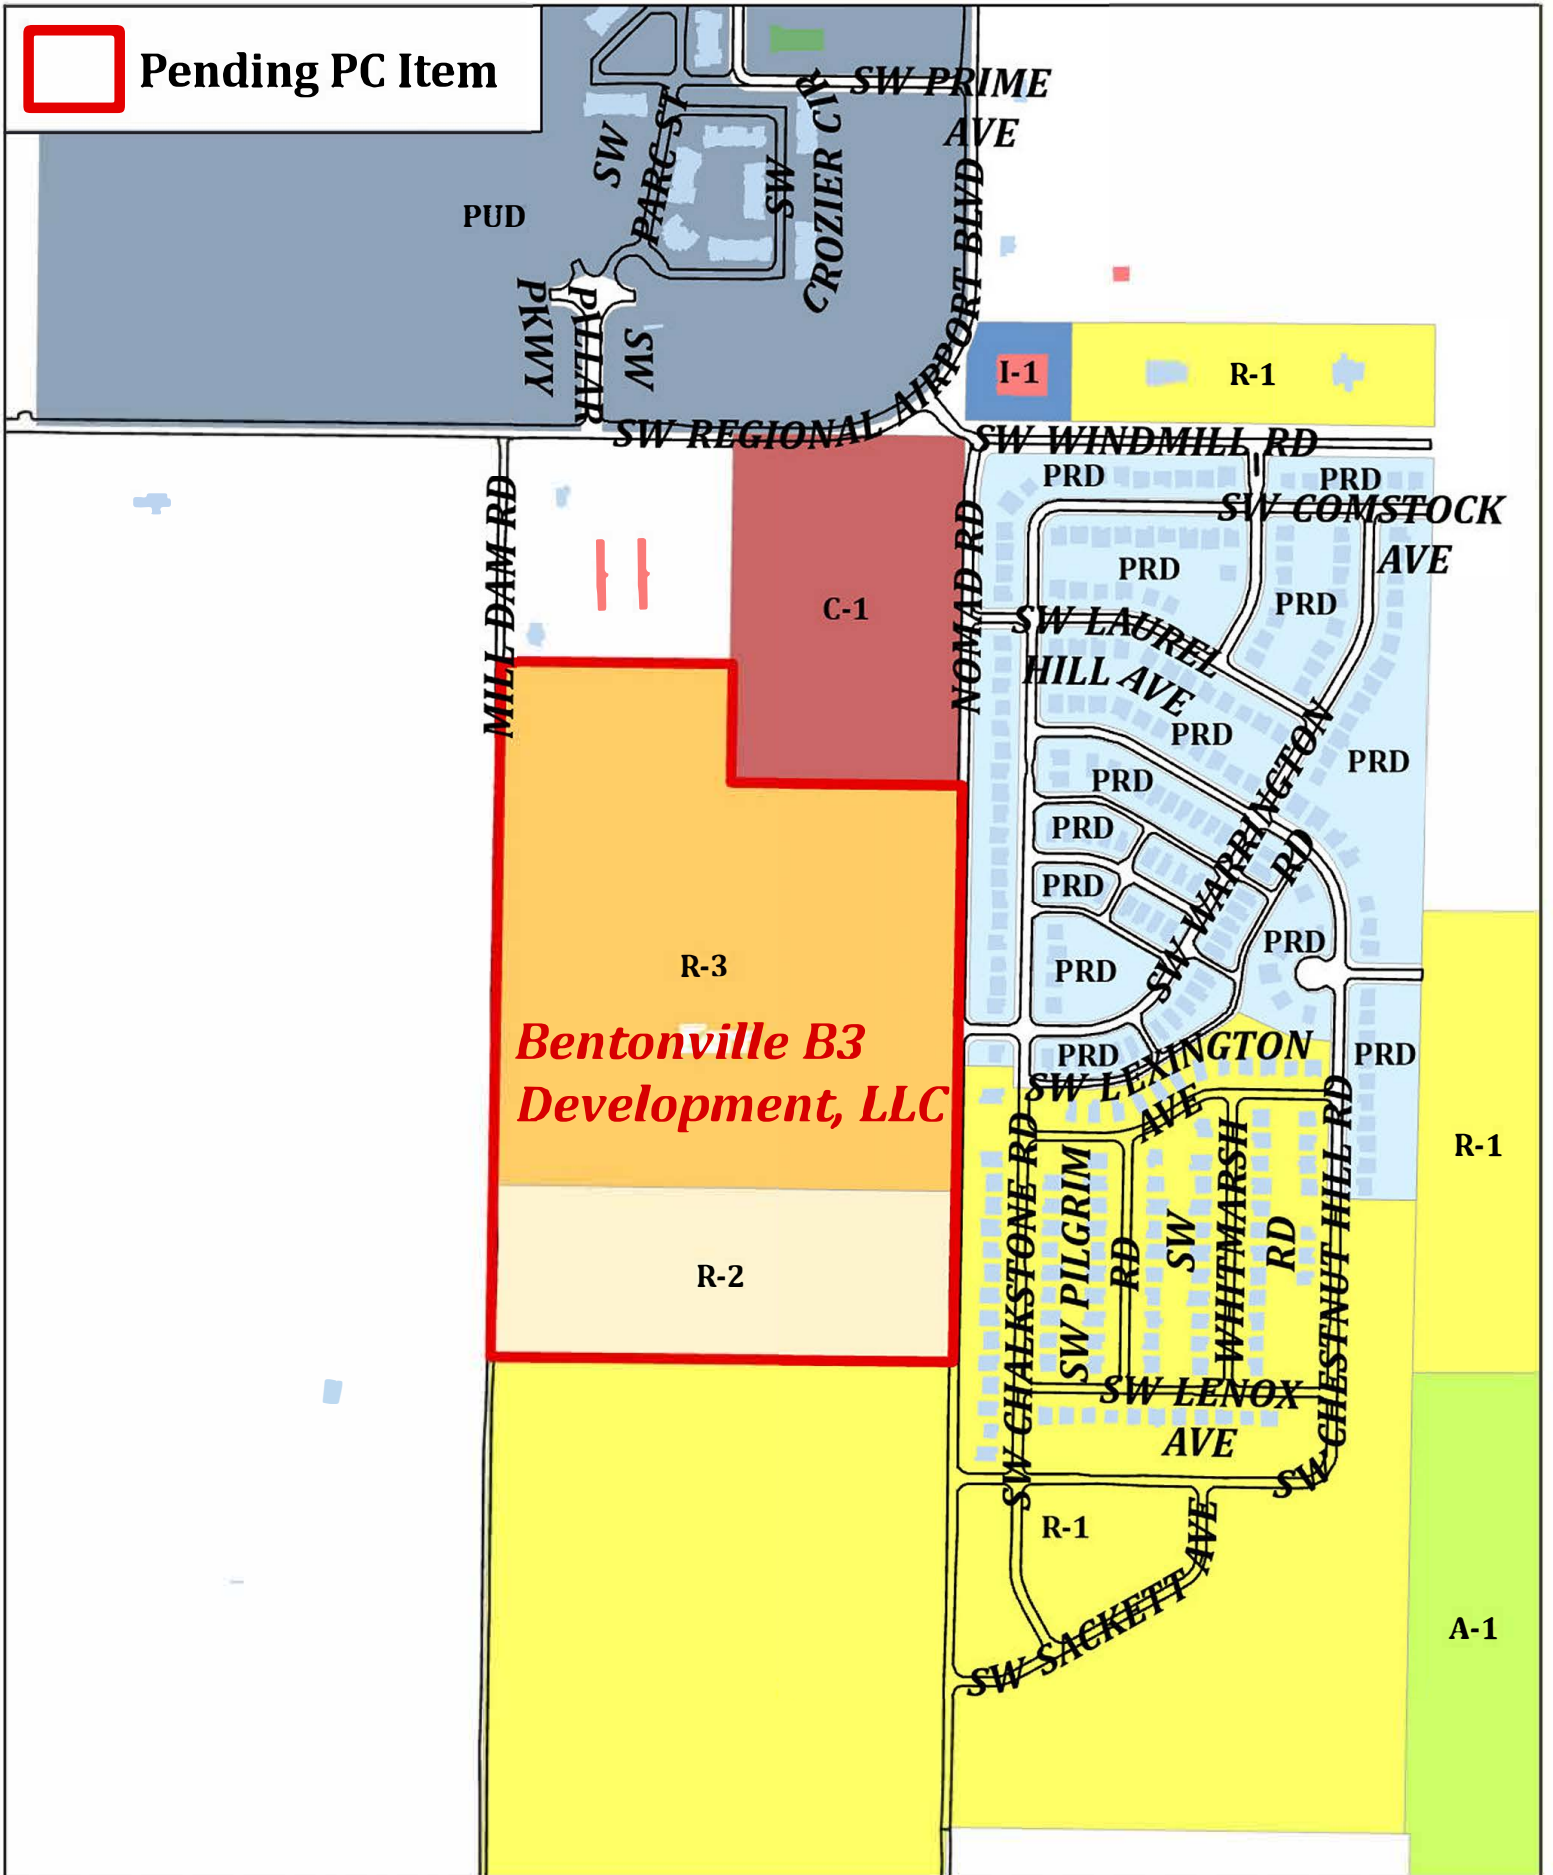 Pending PC Item
SW PRIME
AVE
SW
PARC ST
SW
CROZIER CIR
PUD
SW REGIONAL AIRPORT BLVD
PKWY
PILLAR
SW
I-1
R-1
SW WINDMILL RD
PRD
PRD
SW COMSTOCK
AVE
MILL DAM RD
NOMAD RD
C-1
PRD
PRD
SW LAUREL
HILL AVE
PRD
PRD
PRD
PRD
PRD
SW WARRINGTON
RD
PRD
PRD
R-3
Bentonville B3
Development, LLC
PRD
PRD
SW LEXINGTON
AVE
R-1
R-2
SW CHALKSTONE RD
SW PILGRIM
RD
SW
WHITMARSH
RD
SW CHESTNUT HILL RD
SW LENOX
AVE
R-1
SW SACKETT AVE
A-1